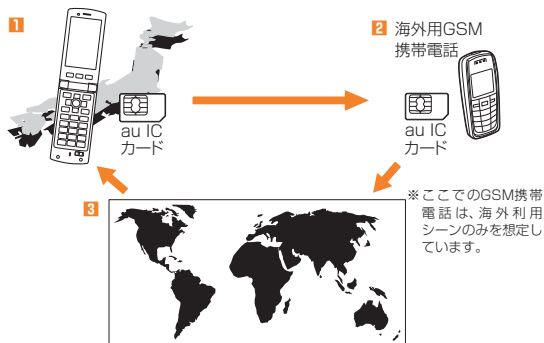 1
2 海外用GSM
携帯電話
au IC
カード
au IC
カード
※ここでのGSM携帯
電話は、海外利用
シーンのみを想定し
ています。
3